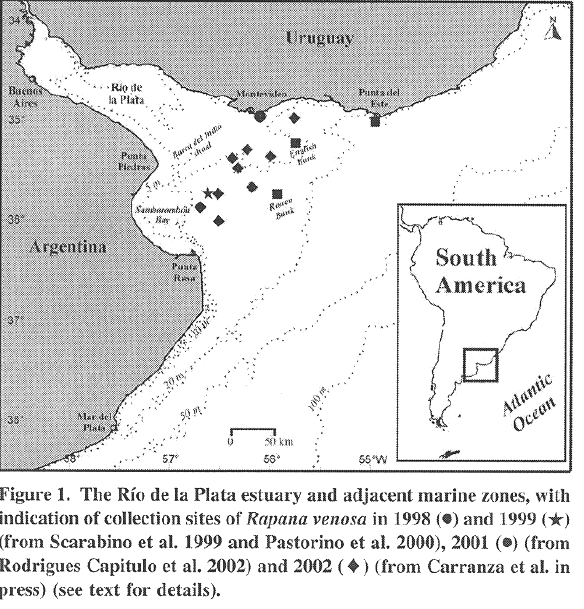 34°
Uruguay
Buenos
Aires
Río de
la Plata
Montevideo
Punta del
Este
35°
Barra del Indio
shoal
English
Bank
Punta
Piedras
5 m
Rouen
Bank
Samborombón
Bay
36°
Argentina
Punta
Rasa
South
America
37°
10 m
20 m
50 m
100 m
Atlantic
Ocean
Mar del
Plata
38°
0 50 km
58° 57° 56° 55°W
Figure 1. The Río de la Plata estuary and adjacent marine zones, with
indication of collection sites of Rapana venosa in 1998 (●) and 1999 (★)
(from Scarabino et al. 1999 and Pastorino et al. 2000), 2001 (●) (from
Rodrigues Capitulo et al. 2002) and 2002 (◆) (from Carranza et al. in
press) (see text for details).